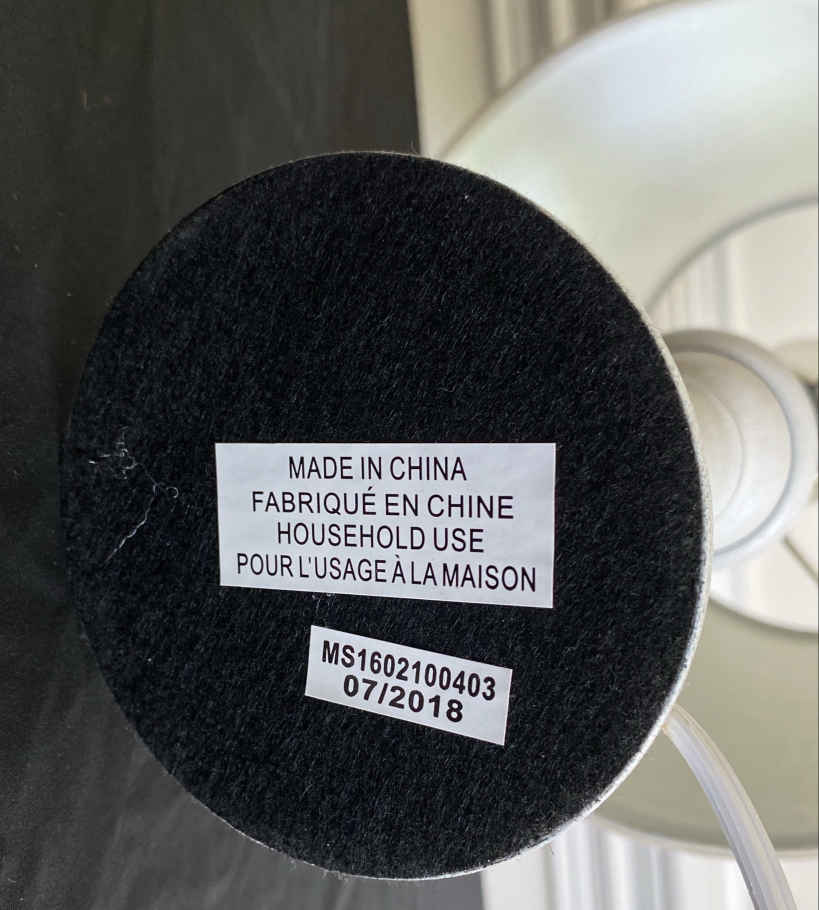 MADE IN CHINA
FABRIQUÉ EN CHINE
HOUSEHOLD USE
POUR L'USAGE À LA MAISON
MS1602100403
07/2018